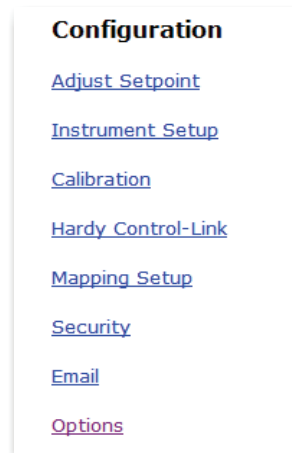 Configuration
Adjust Setpoint
Instrument Setup
Calibration
Hardy Control-Link
Mapping Setup
Security
Email
Options